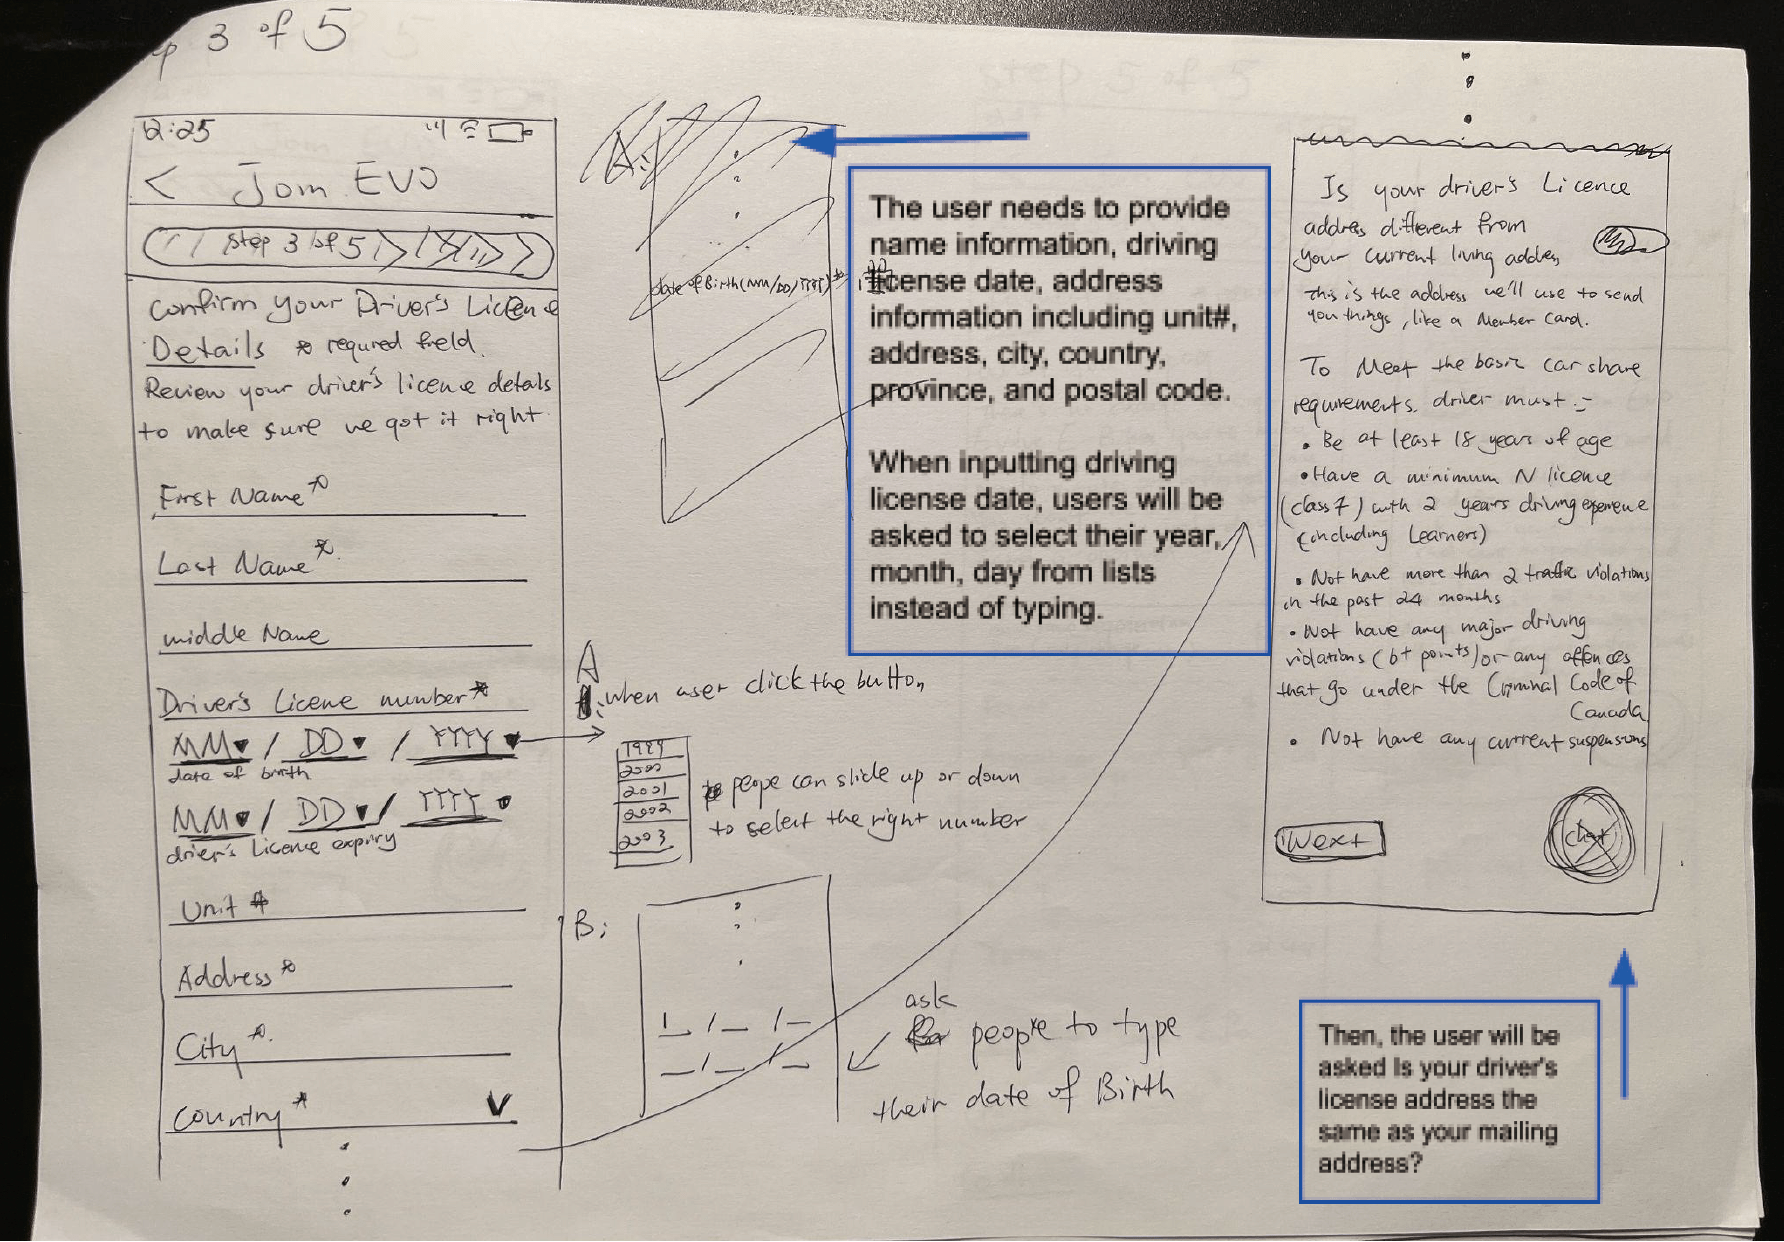 3 of 5
12:25
< Join EVO
step 3 of 5
Confirm your Driver's Licence
Details * required field.
Review your driver's licence details
to make sure we got it right
First Name*
Last Name*
middle Name
Driver's Licence number*
MM / DD / YYYY
date of birth
MM / DD / YYYY
driver's Licence expiry
Unit #
Address*
City*
Country*
A:
date of Birth (MM/DD/YYYY)
The user needs to provide
name information, driving
license date, address
information including unit#,
address, city, country,
province, and postal code.
When inputting driving
license date, users will be
asked to select their year,
month, day from lists
instead of typing.
A
when user click the button,
1999
2000
2001
2002
2003
people can slide up or down
to select the right number
B:
ask
people to type
their date of Birth
Is your driver's Licence
address different from
your current living address
this is the address we'll use to send
you things, like a Member Card.
To Meet the basic car share
requirements. driver must :-
• Be at least 18 years of age
• Have a minimum N licence
(class 7) with 2 years driving experience
(including Learners)
• Not have more than 2 traffic violations
in the past 24 months
• Not have any major driving
violations (6+ points) or any offences
that go under the Criminal Code of
Canada
• Not have any current suspensions
Next
Chat
Then, the user will be
asked Is your driver's
license address the
same as your mailing
address?